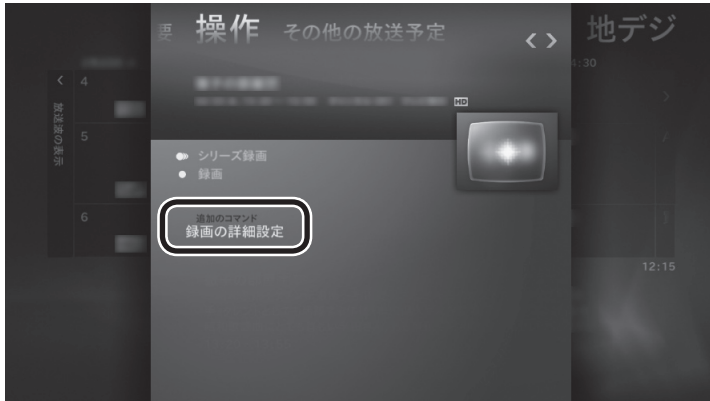 要 操作 その他の放送予定 < >
地デジ
4:30
4
放送波の表示
5
6
HD
シリーズ録画
録画
追加のコマンド
録画の詳細設定
12:15